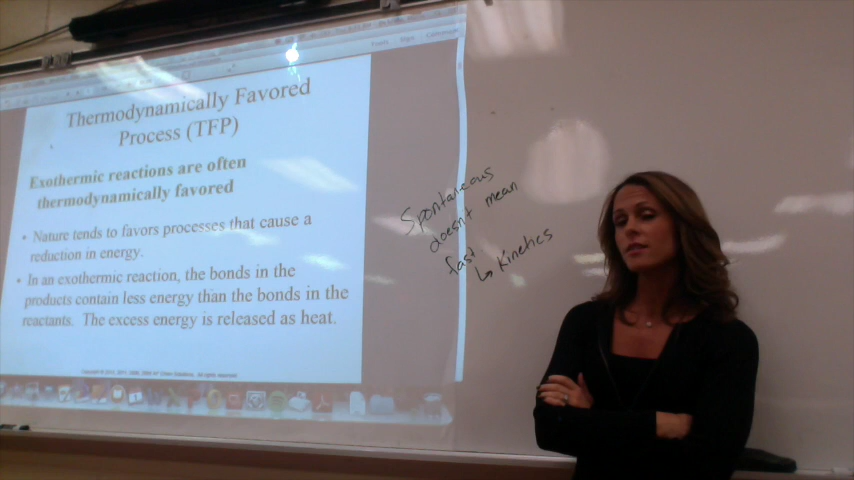 Thermodynamically Favored
Process (TFP)
Exothermic reactions are often
thermodynamically favored
• Nature tends to favors processes that cause a
reduction in energy.
• In an exothermic reaction, the bonds in the
products contain less energy than the bonds in the
reactants. The excess energy is released as heat.
Spontaneous
doesn't mean
fast
↳ Kinetics